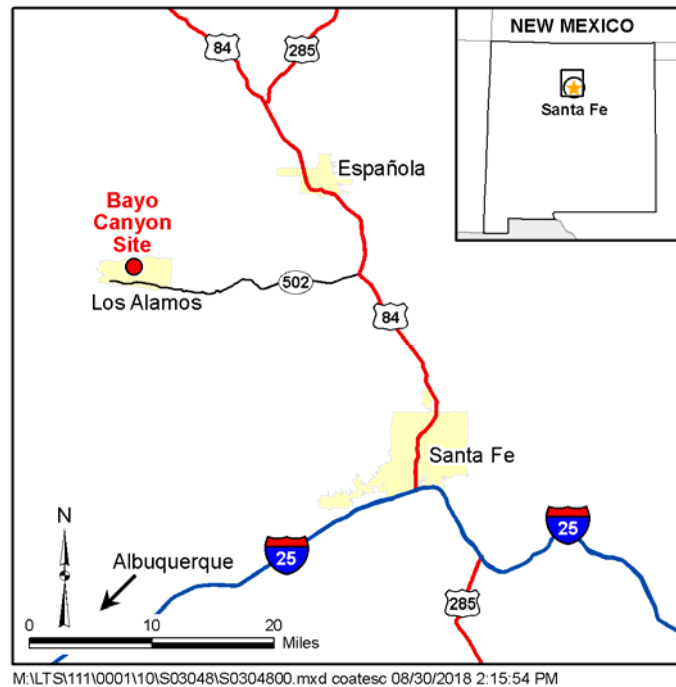 NEW MEXICO
Santa Fe
84
285
Española
Bayo
Canyon
Site
502
Los Alamos
84
Santa Fe
N
Albuquerque
25
25
285
0 10 20
Miles
M:\LTS\111\0001\10\S03048\S0304800.mxd coatesc 08/30/2018 2:15:54 PM